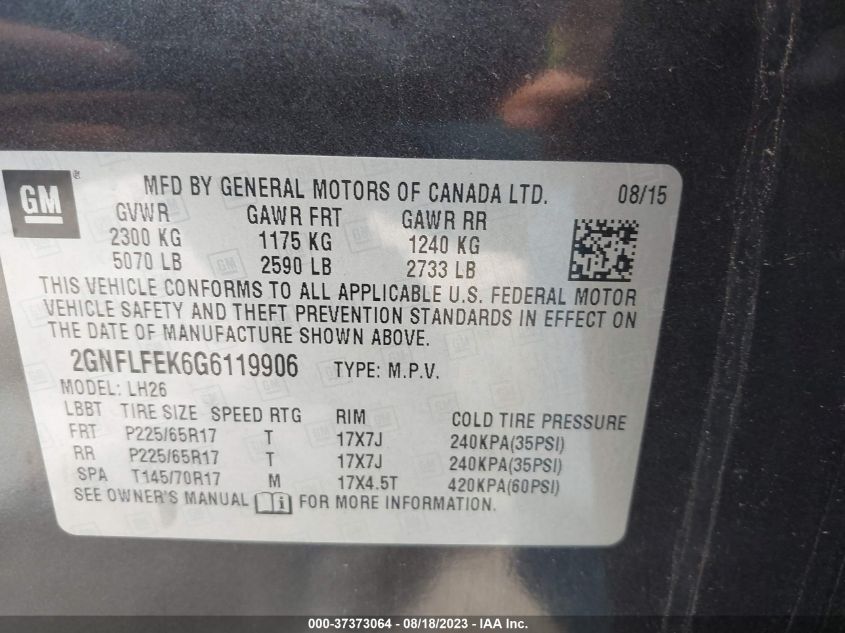 GM ®
MFD BY GENERAL MOTORS OF CANADA LTD. 08/15
GVWR GAWR FRT GAWR RR
2300 KG 1175 KG 1240 KG
5070 LB 2590 LB 2733 LB
THIS VEHICLE CONFORMS TO ALL APPLICABLE U.S. FEDERAL MOTOR
VEHICLE SAFETY AND THEFT PREVENTION STANDARDS IN EFFECT ON
THE DATE OF MANUFACTURE SHOWN ABOVE.
2GNFLFEK6G6119906 TYPE: M.P.V.
MODEL: LH26
LBBT TIRE SIZE SPEED RTG RIM COLD TIRE PRESSURE
FRT P225/65R17 T 17X7J 240KPA(35PSI)
RR P225/65R17 T 17X7J 240KPA(35PSI)
SPA T145/70R17 M 17X4.5T 420KPA(60PSI)
SEE OWNER'S MANUAL FOR MORE INFORMATION.
000-37373064 - 08/18/2023 - IAA Inc.